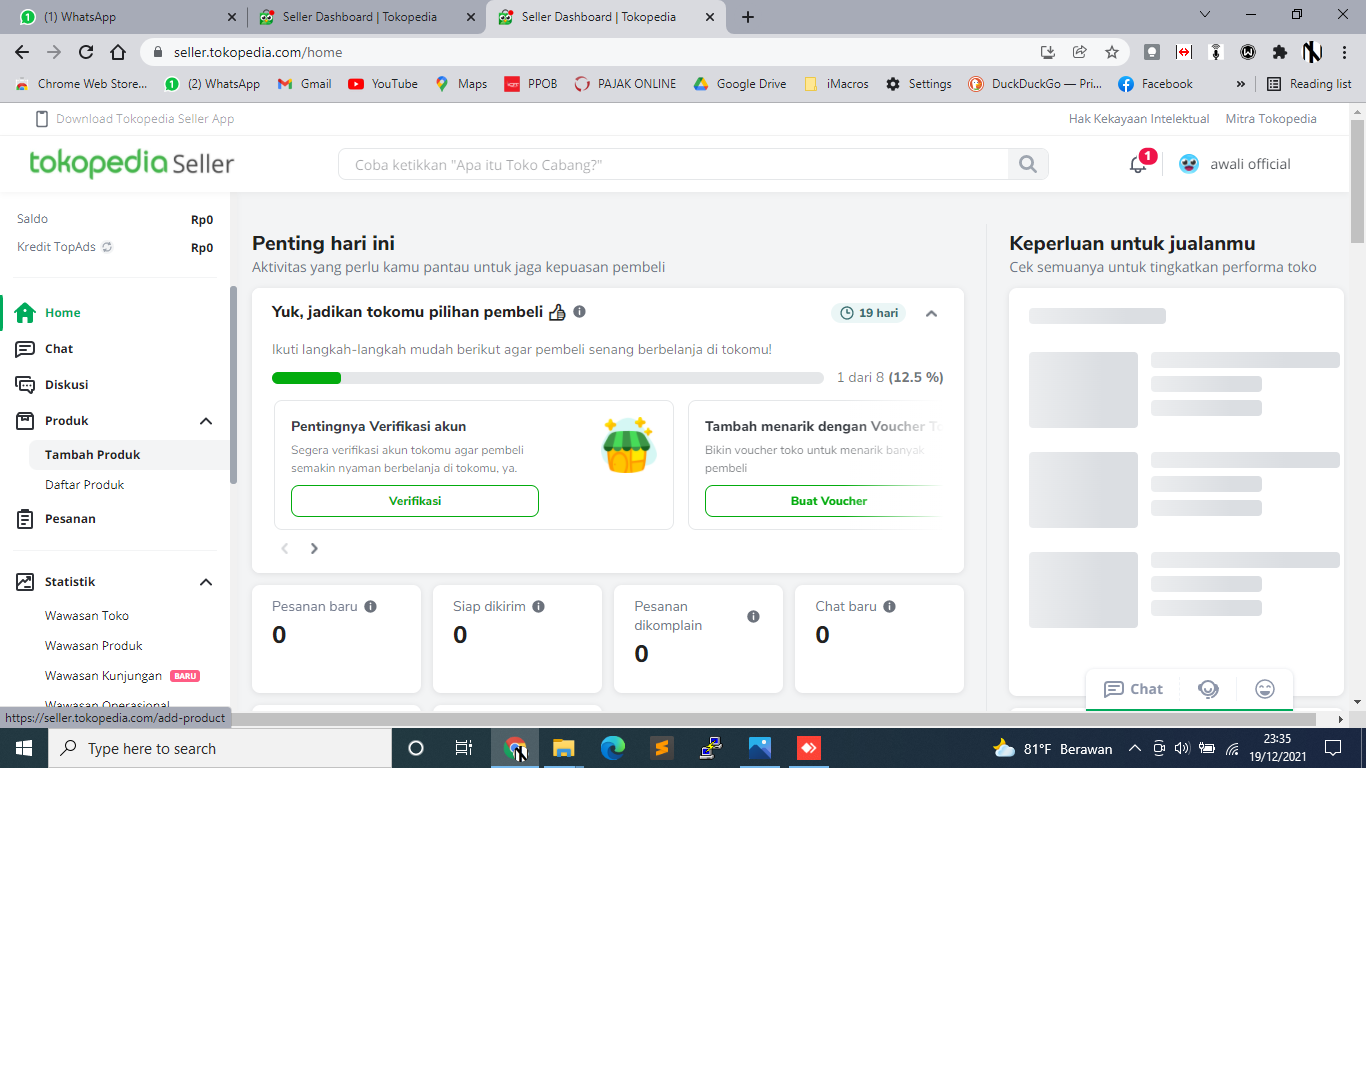 (1) WhatsApp
Seller Dashboard | Tokopedia
Seller Dashboard | Tokopedia
seller.tokopedia.com/home
Chrome Web Store...
(2) WhatsApp
Gmail
YouTube
Maps
PPOB
PAJAK ONLINE
Google Drive
iMacros
Settings
DuckDuckGo — Pri...
Facebook
»
Reading list
Download Tokopedia Seller App
Hak Kekayaan Intelektual
Mitra Tokopedia
tokopedia Seller
Coba ketikkan "Apa itu Toko Cabang?"
1
awali official
Saldo Rp0
Kredit TopAds Rp0
Home
Chat
Diskusi
Produk
Tambah Produk
Daftar Produk
Pesanan
Statistik
Wawasan Toko
Wawasan Produk
Wawasan Kunjungan BARU
Wawasan Operasional
https://seller.tokopedia.com/add-product
Penting hari ini
Aktivitas yang perlu kamu pantau untuk jaga kepuasan pembeli
Yuk, jadikan tokomu pilihan pembeli
19 hari
Ikuti langkah-langkah mudah berikut agar pembeli senang berbelanja di tokomu!
1 dari 8 (12.5 %)
Pentingnya Verifikasi akun
Segera verifikasi akun tokomu agar pembeli
semakin nyaman berbelanja di tokomu, ya.
Verifikasi
Tambah menarik dengan Voucher To
Bikin voucher toko untuk menarik banyak
pembeli
Buat Voucher
Pesanan baru
0
Siap dikirim
0
Pesanan
dikomplain
0
Chat baru
0
Keperluan untuk jualanmu
Cek semuanya untuk tingkatkan performa toko
Chat
Type here to search
81°F Berawan
23:35
19/12/2021